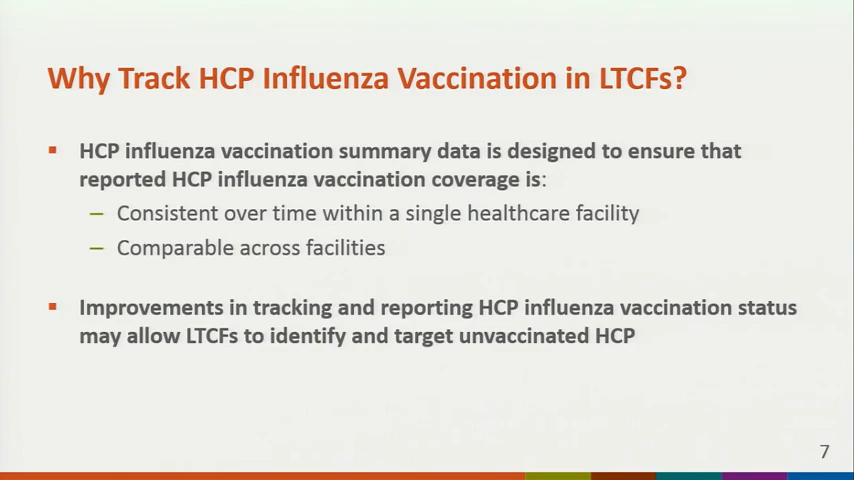 Why Track HCP Influenza Vaccination in LTCFs?
▪ HCP influenza vaccination summary data is designed to ensure that
reported HCP influenza vaccination coverage is:
– Consistent over time within a single healthcare facility
– Comparable across facilities
▪ Improvements in tracking and reporting HCP influenza vaccination status
may allow LTCFs to identify and target unvaccinated HCP
7